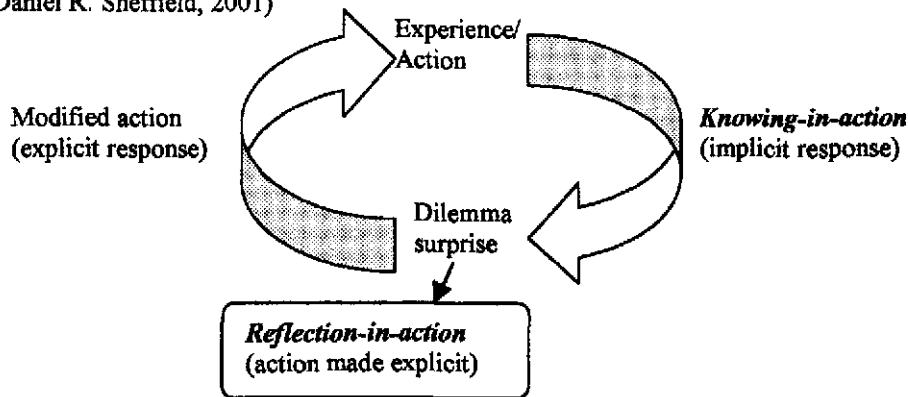 Daniel R. Sheffield, 2001)
Experience/
Action
Modified action
(explicit response)
Knowing-in-action
(implicit response)
Dilemma
surprise
Reflection-in-action
(action made explicit)